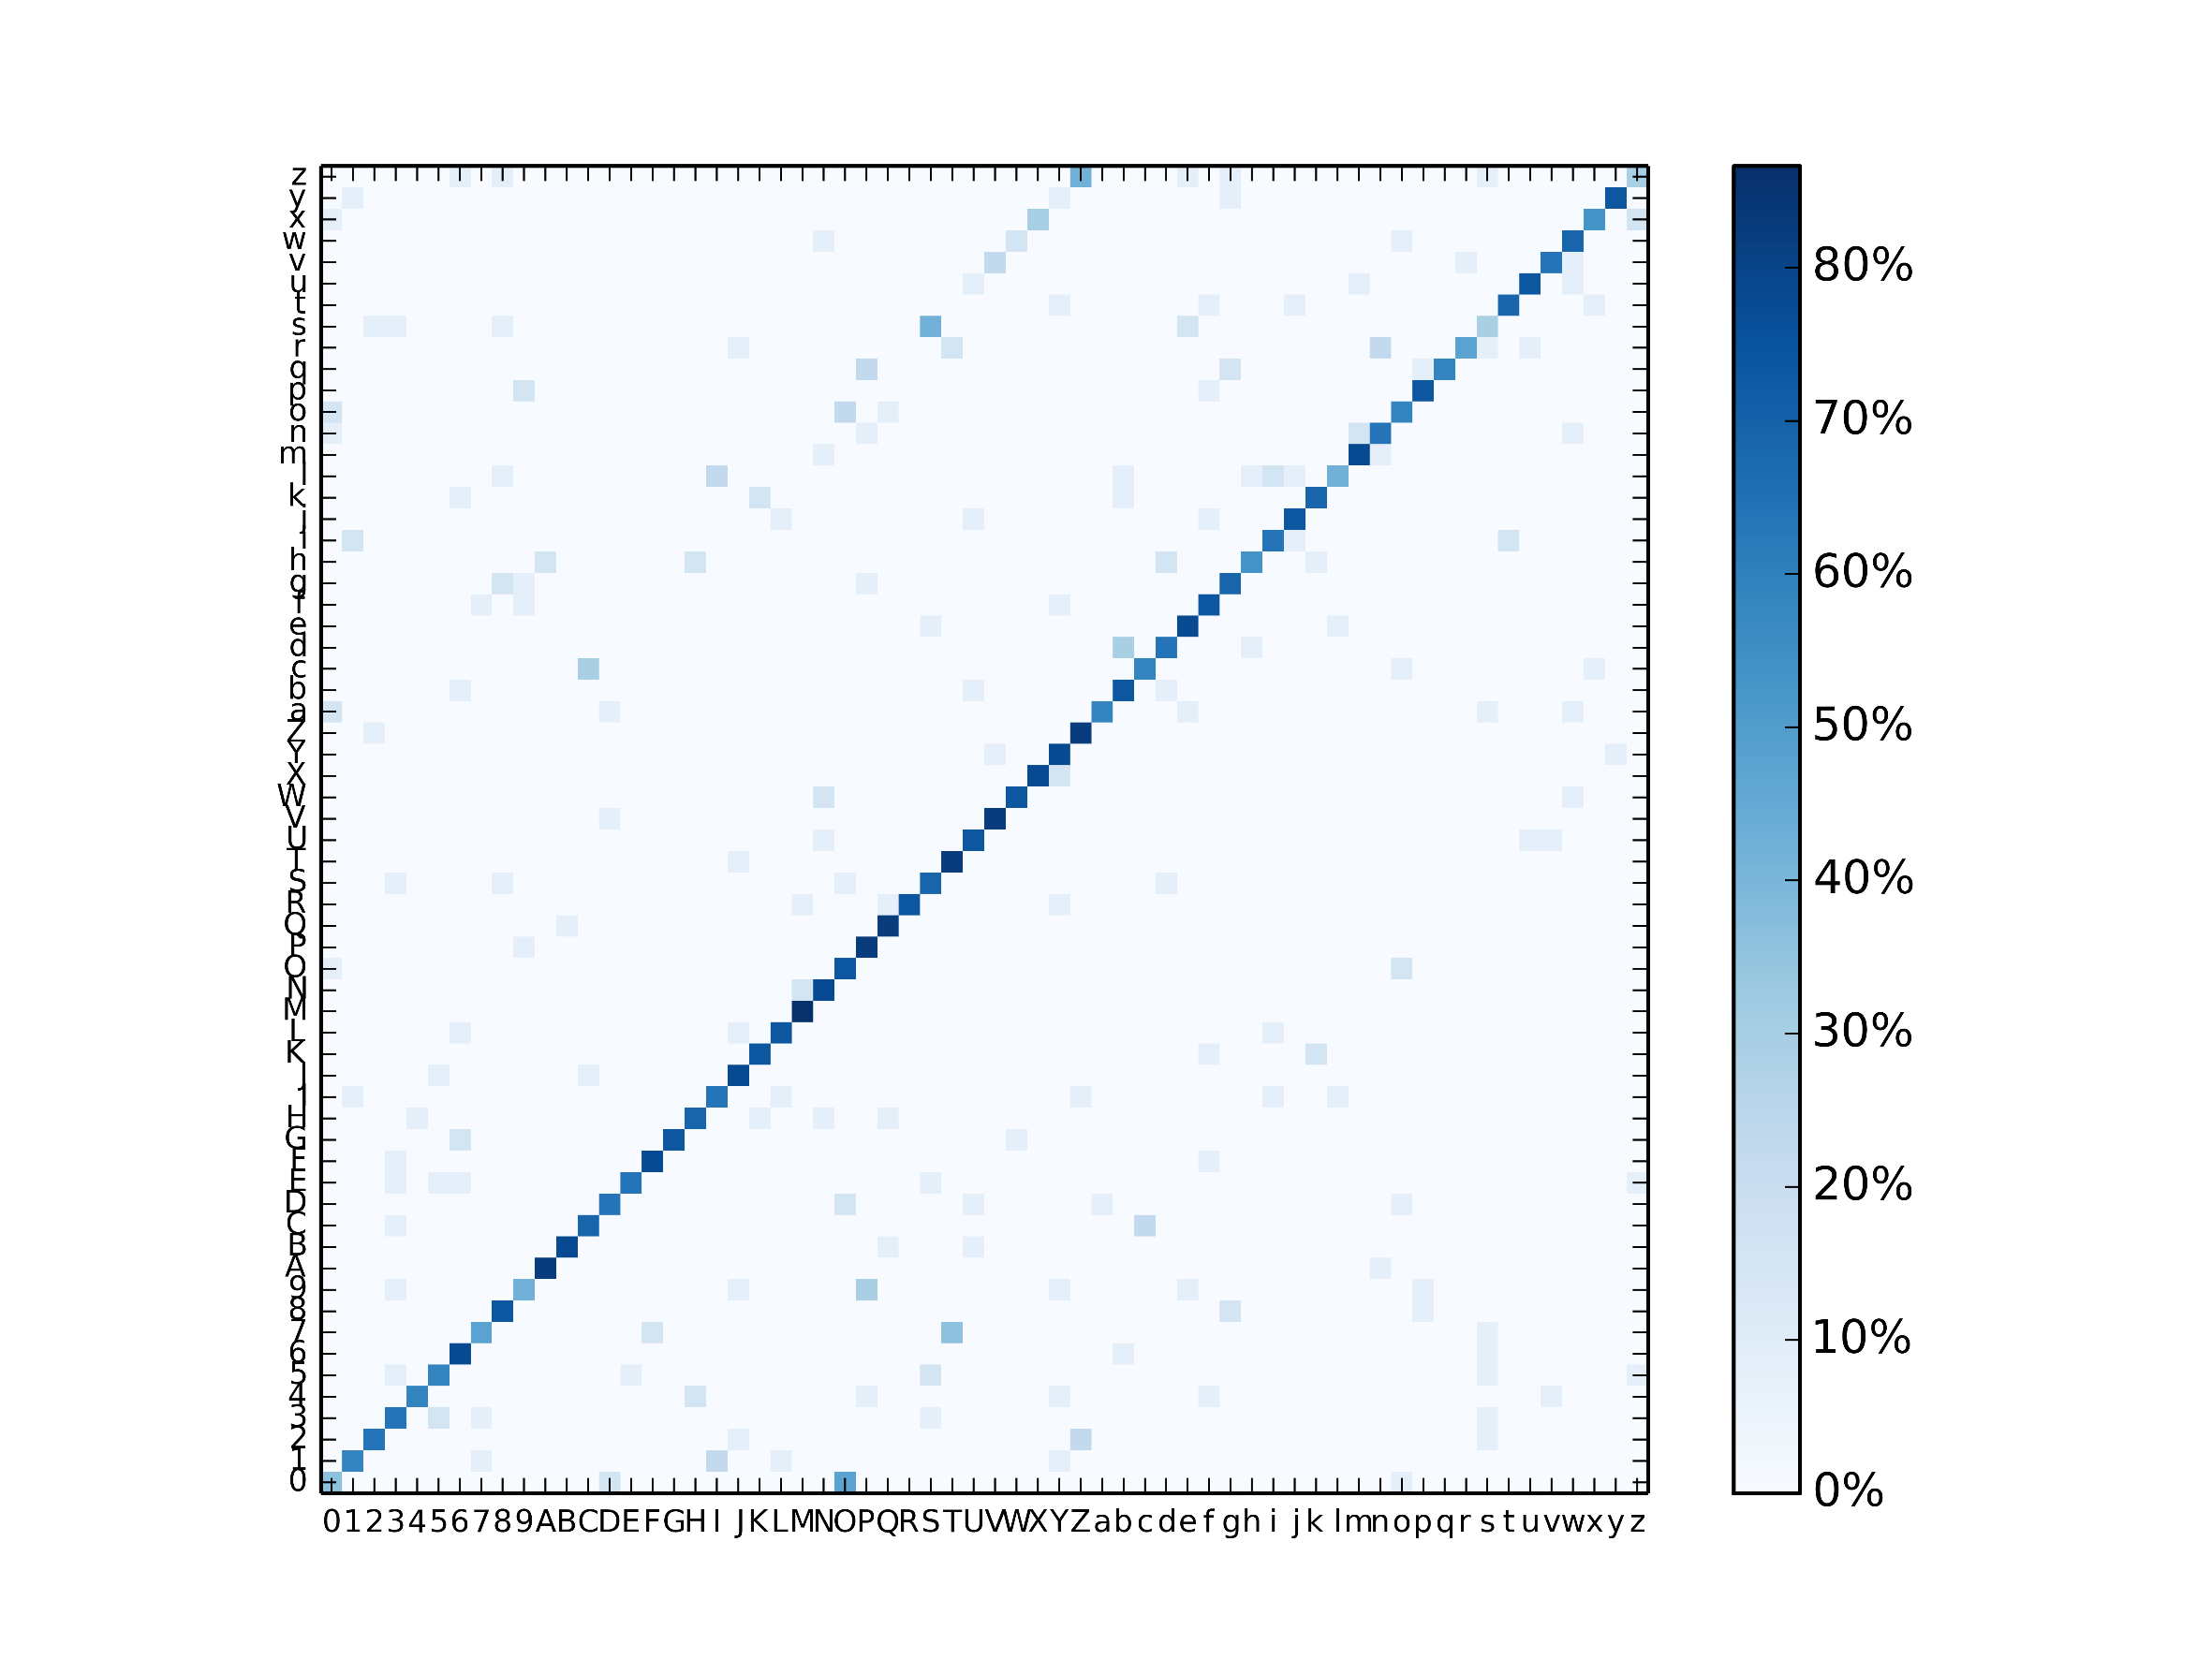 z
y
x
w
v
u
t
s
r
q
p
o
n
m
l
k
j
i
h
g
f
e
d
c
b
a
Z
Y
X
W
V
U
T
S
R
Q
P
O
N
M
L
K
J
I
H
G
F
E
D
C
B
A
9
8
7
6
5
4
3
2
1
0
0123456789ABCDEFGHIJKLMNOPQRSTUVWXYZabcdefghijklmnopqrstuvwxyz
80%
70%
60%
50%
40%
30%
20%
10%
0%